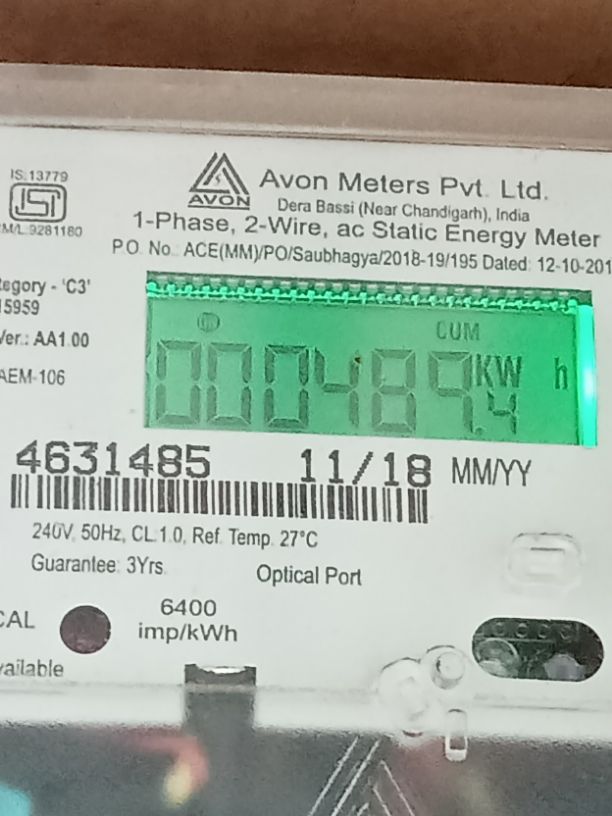 IS:13779
ISI
CM/L.9281180
AVON
Avon Meters Pvt. Ltd.
Dera Bassi (Near Chandigarh), India
1-Phase, 2-Wire, ac Static Energy Meter
P.O. No.: ACE(MM)/PO/Saubhagya/2018-19/195 Dated: 12-10-201
tegory - 'C3'
15959
Ver.: AA1.00
AEM-106
CUM
000489.4 KW h
4631485 11/18 MM/YY
240V, 50Hz, CL:1.0, Ref. Temp. 27°C
Guarantee: 3Yrs.
Optical Port
CAL
6400
imp/kWh
vailable